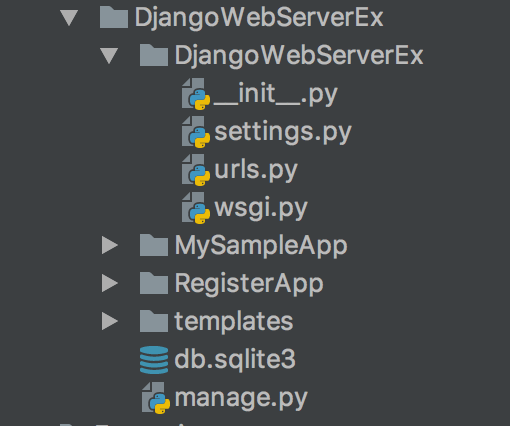 DjangoWebServerEx
DjangoWebServerEx
__init__.py
settings.py
urls.py
wsgi.py
MySampleApp
RegisterApp
templates
db.sqlite3
manage.py